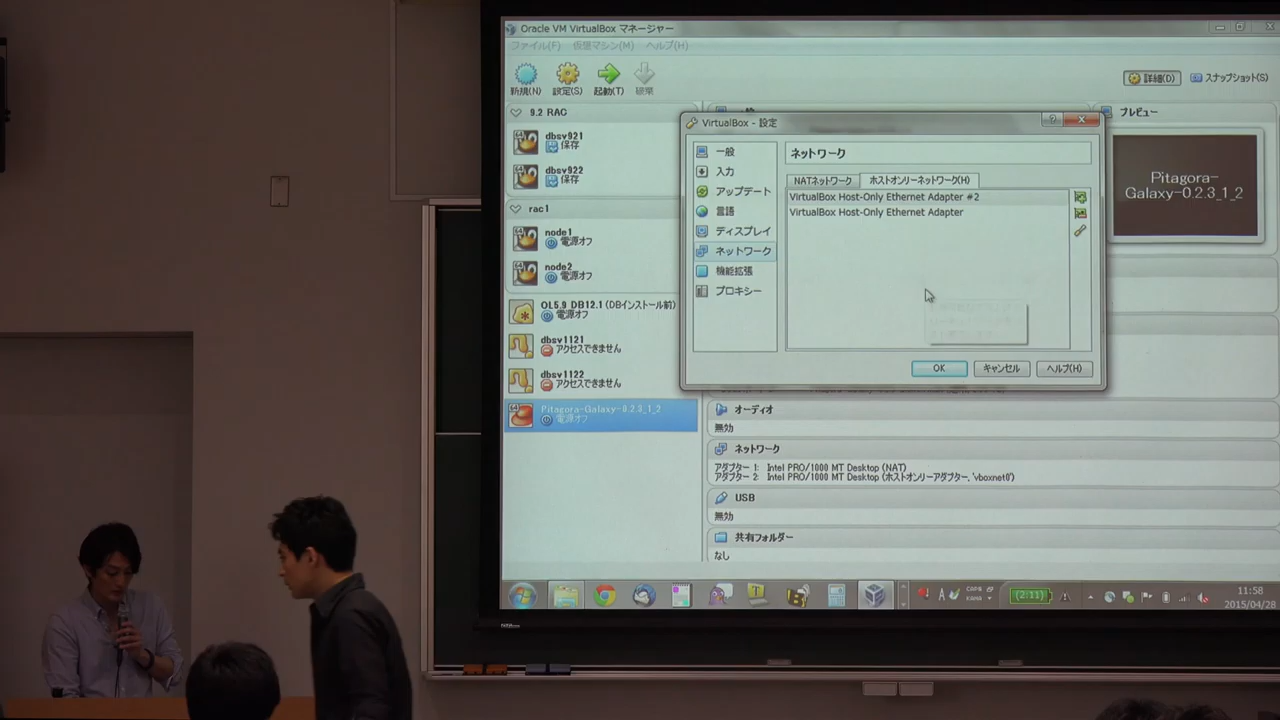 Oracle VM VirtualBox マネージャー
ファイル(F) 仮想マシン(M) ヘルプ(H)
新規(N) 設定(S) 起動(T) 破棄
詳細(D) スナップショット(S)
9.2 RAC
dbsv921
保存
dbsv922
保存
rac1
node1
電源オフ
node2
電源オフ
OL5.9_DB12.1 (DBインストール前)
電源オフ
dbsv1121
アクセスできません
dbsv1122
アクセスできません
Pitagora-Galaxy-0.2.3_1_2
電源オフ
VirtualBox - 設定
一般
入力
アップデート
言語
ディスプレイ
ネットワーク
機能拡張
プロキシー
ネットワーク
NATネットワーク ホストオンリーネットワーク(H)
VirtualBox Host-Only Ethernet Adapter #2
VirtualBox Host-Only Ethernet Adapter
OK キャンセル ヘルプ(H)
プレビュー
Pitagora-
Galaxy-0.2.3_1_2
オーディオ
無効
ネットワーク
アダプター 1: Intel PRO/1000 MT Desktop (NAT)
アダプター 2: Intel PRO/1000 MT Desktop (ホストオンリーアダプター, 'vboxnet0')
USB
無効
共有フォルダー
なし
(2:11)
11:58
2015/04/28